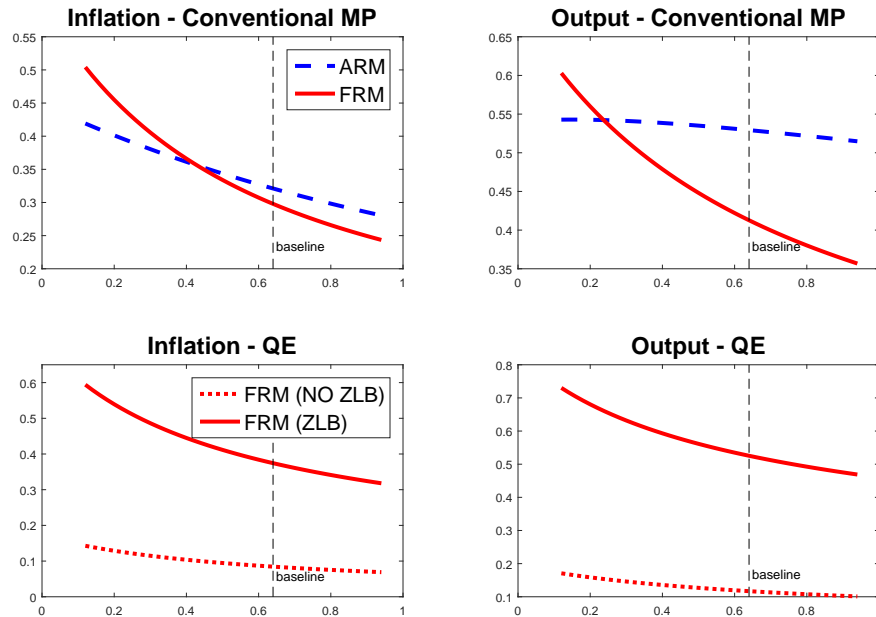 Inflation - Conventional MP
0.55
0.5
0.45
0.4
0.35
0.3
0.25
0.2
ARM
FRM
baseline
0 0.2 0.4 0.6 0.8 1
Output - Conventional MP
0.65
0.6
0.55
0.5
0.45
0.4
0.35
baseline
0 0.2 0.4 0.6 0.8
Inflation - QE
0.6
0.5
0.4
0.3
0.2
0.1
0
FRM (NO ZLB)
FRM (ZLB)
baseline
0 0.2 0.4 0.6 0.8 1
Output - QE
0.8
0.7
0.6
0.5
0.4
0.3
0.2
0.1
baseline
0 0.2 0.4 0.6 0.8